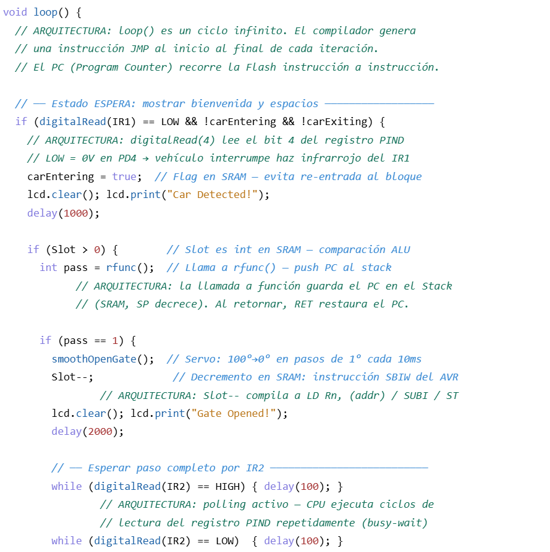 void loop() {
// ARQUITECTURA: loop() es un ciclo infinito. El compilador genera
// una instrucción JMP al inicio al final de cada iteración.
// El PC (Program Counter) recorre la Flash instrucción a instrucción.
// —— Estado ESPERA: mostrar bienvenida y espacios ——————————————————
if (digitalRead(IR1) == LOW && !carEntering && !carExiting) {
// ARQUITECTURA: digitalRead(4) lee el bit 4 del registro PIND
// LOW = 0V en PD4 → vehículo interrumpe haz infrarrojo del IR1
carEntering = true;  // Flag en SRAM — evita re-entrada al bloque
lcd.clear(); lcd.print("Car Detected!");
delay(1000);
if (Slot > 0) {        // Slot es int en SRAM — comparación ALU
int pass = rfunc();  // Llama a rfunc() — push PC al stack
// ARQUITECTURA: la llamada a función guarda el PC en el Stack
// (SRAM, SP decrece). Al retornar, RET restaura el PC.
if (pass == 1) {
smoothOpenGate();  // Servo: 100°→0° en pasos de 1° cada 10ms
Slot--;             // Decremento en SRAM: instrucción SBIW del AVR
// ARQUITECTURA: Slot-- compila a LD Rn, (addr) / SUBI / ST
lcd.clear(); lcd.print("Gate Opened!");
delay(2000);
// —— Esperar paso completo por IR2 ——————————————————————————
while (digitalRead(IR2) == HIGH) { delay(100); }
// ARQUITECTURA: polling activo — CPU ejecuta ciclos de
// lectura del registro PIND repetidamente (busy-wait)
while (digitalRead(IR2) == LOW)  { delay(100); }